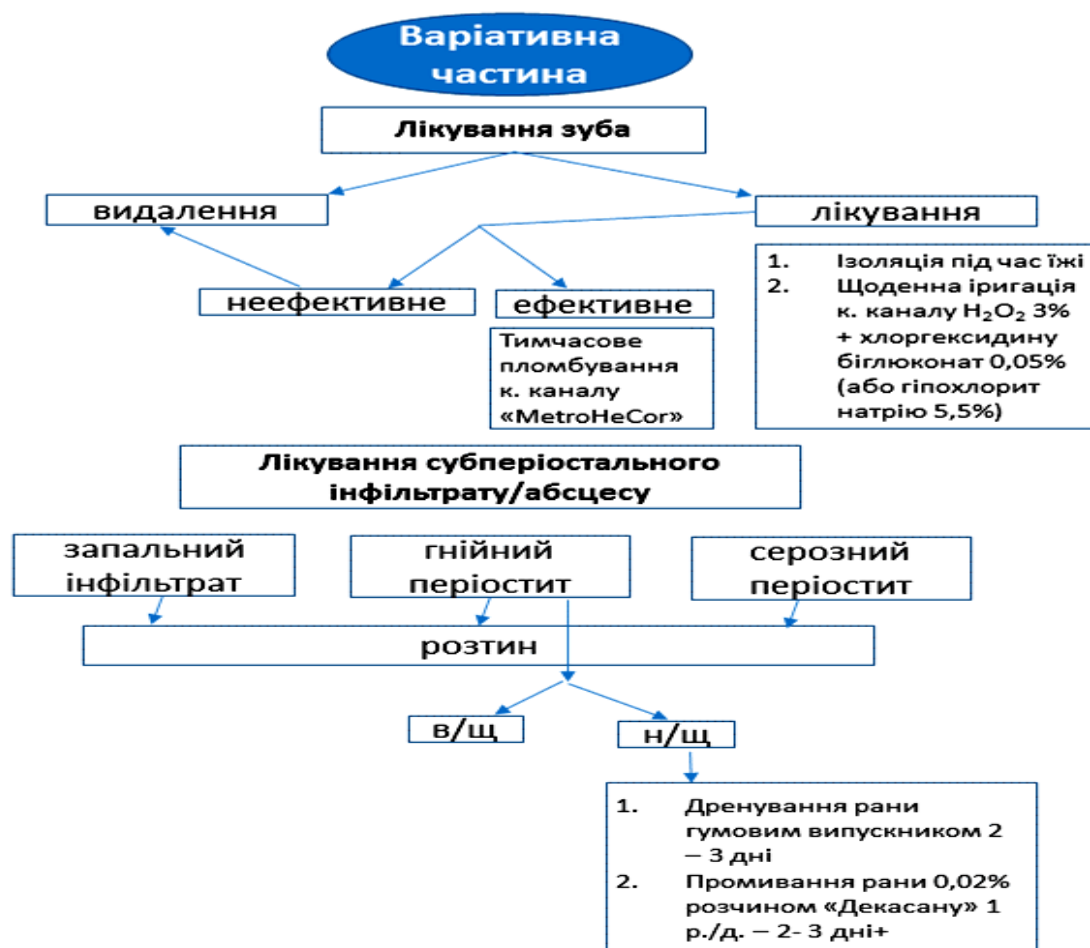 Варіативна
частина
Лікування зуба
видалення
лікування
неефективне
ефективне
1. Ізоляція під час їжі
2. Щоденна іригація
к. каналу H₂O₂ 3%
+ хлоргексидину
біглюконат 0,05%
(або гіпохлорит
натрію 5,5%)
Тимчасове
пломбування
к. каналу
«MetroHeCor»
Лікування субперіостального
інфільтрату/абсцесу
запальний
інфільтрат
гнійний
періостит
серозний
періостит
розтин
в/щ
н/щ
1. Дренування рани
гумовим випускником 2
– 3 дні
2. Промивання рани 0,02%
розчином «Декасану» 1
р./д. – 2- 3 дні+